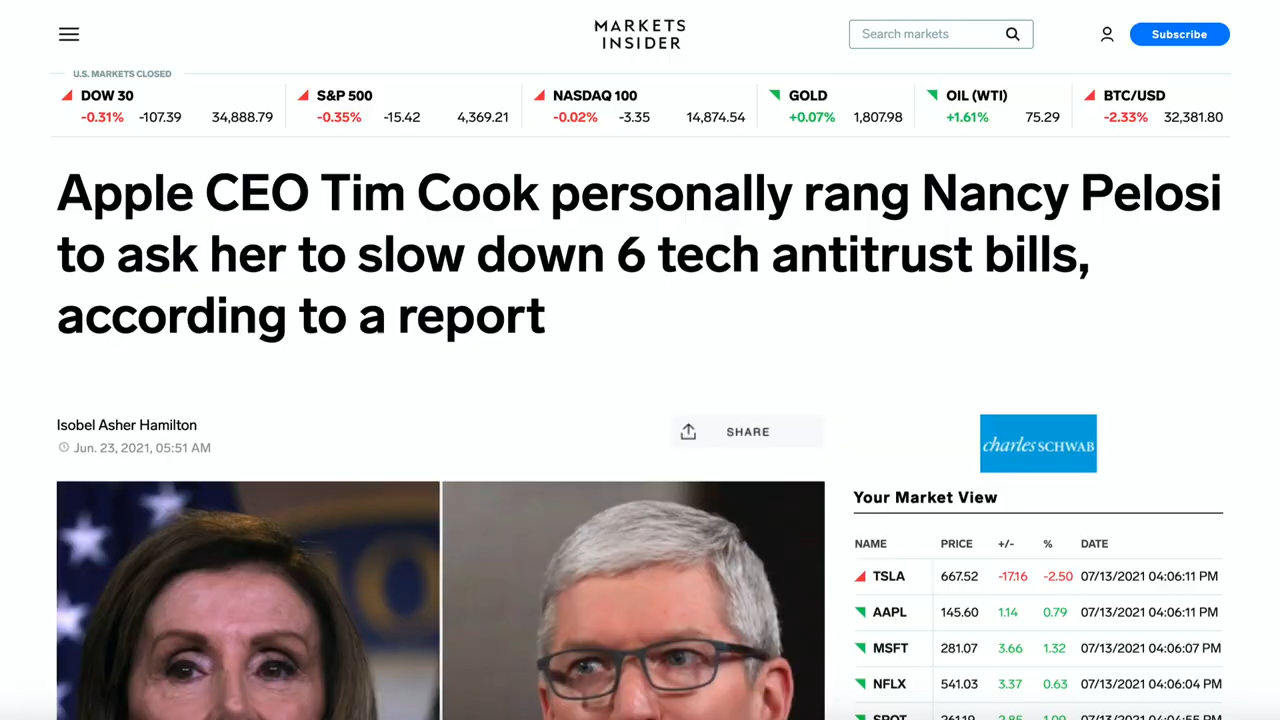 MARKETS
INSIDER
Search markets
Subscribe
U.S. MARKETS CLOSED
DOW 30
-0.31% -107.39 34,888.79
S&P 500
-0.35% -15.42 4,369.21
NASDAQ 100
-0.02% -3.35 14,874.54
GOLD
+0.07% 1,807.98
OIL (WTI)
+1.61% 75.29
BTC/USD
-2.33% 32,381.80
Apple CEO Tim Cook personally rang Nancy Pelosi
to ask her to slow down 6 tech antitrust bills,
according to a report
Isobel Asher Hamilton
Jun. 23, 2021, 05:51 AM
SHARE
charles SCHWAB
Your Market View
NAME PRICE +/- % DATE
TSLA 667.52 -17.16 -2.50 07/13/2021 04:06:11 PM
AAPL 145.60 1.14 0.79 07/13/2021 04:06:11 PM
MSFT 281.07 3.66 1.32 07/13/2021 04:06:07 PM
NFLX 541.03 3.37 0.63 07/13/2021 04:06:04 PM